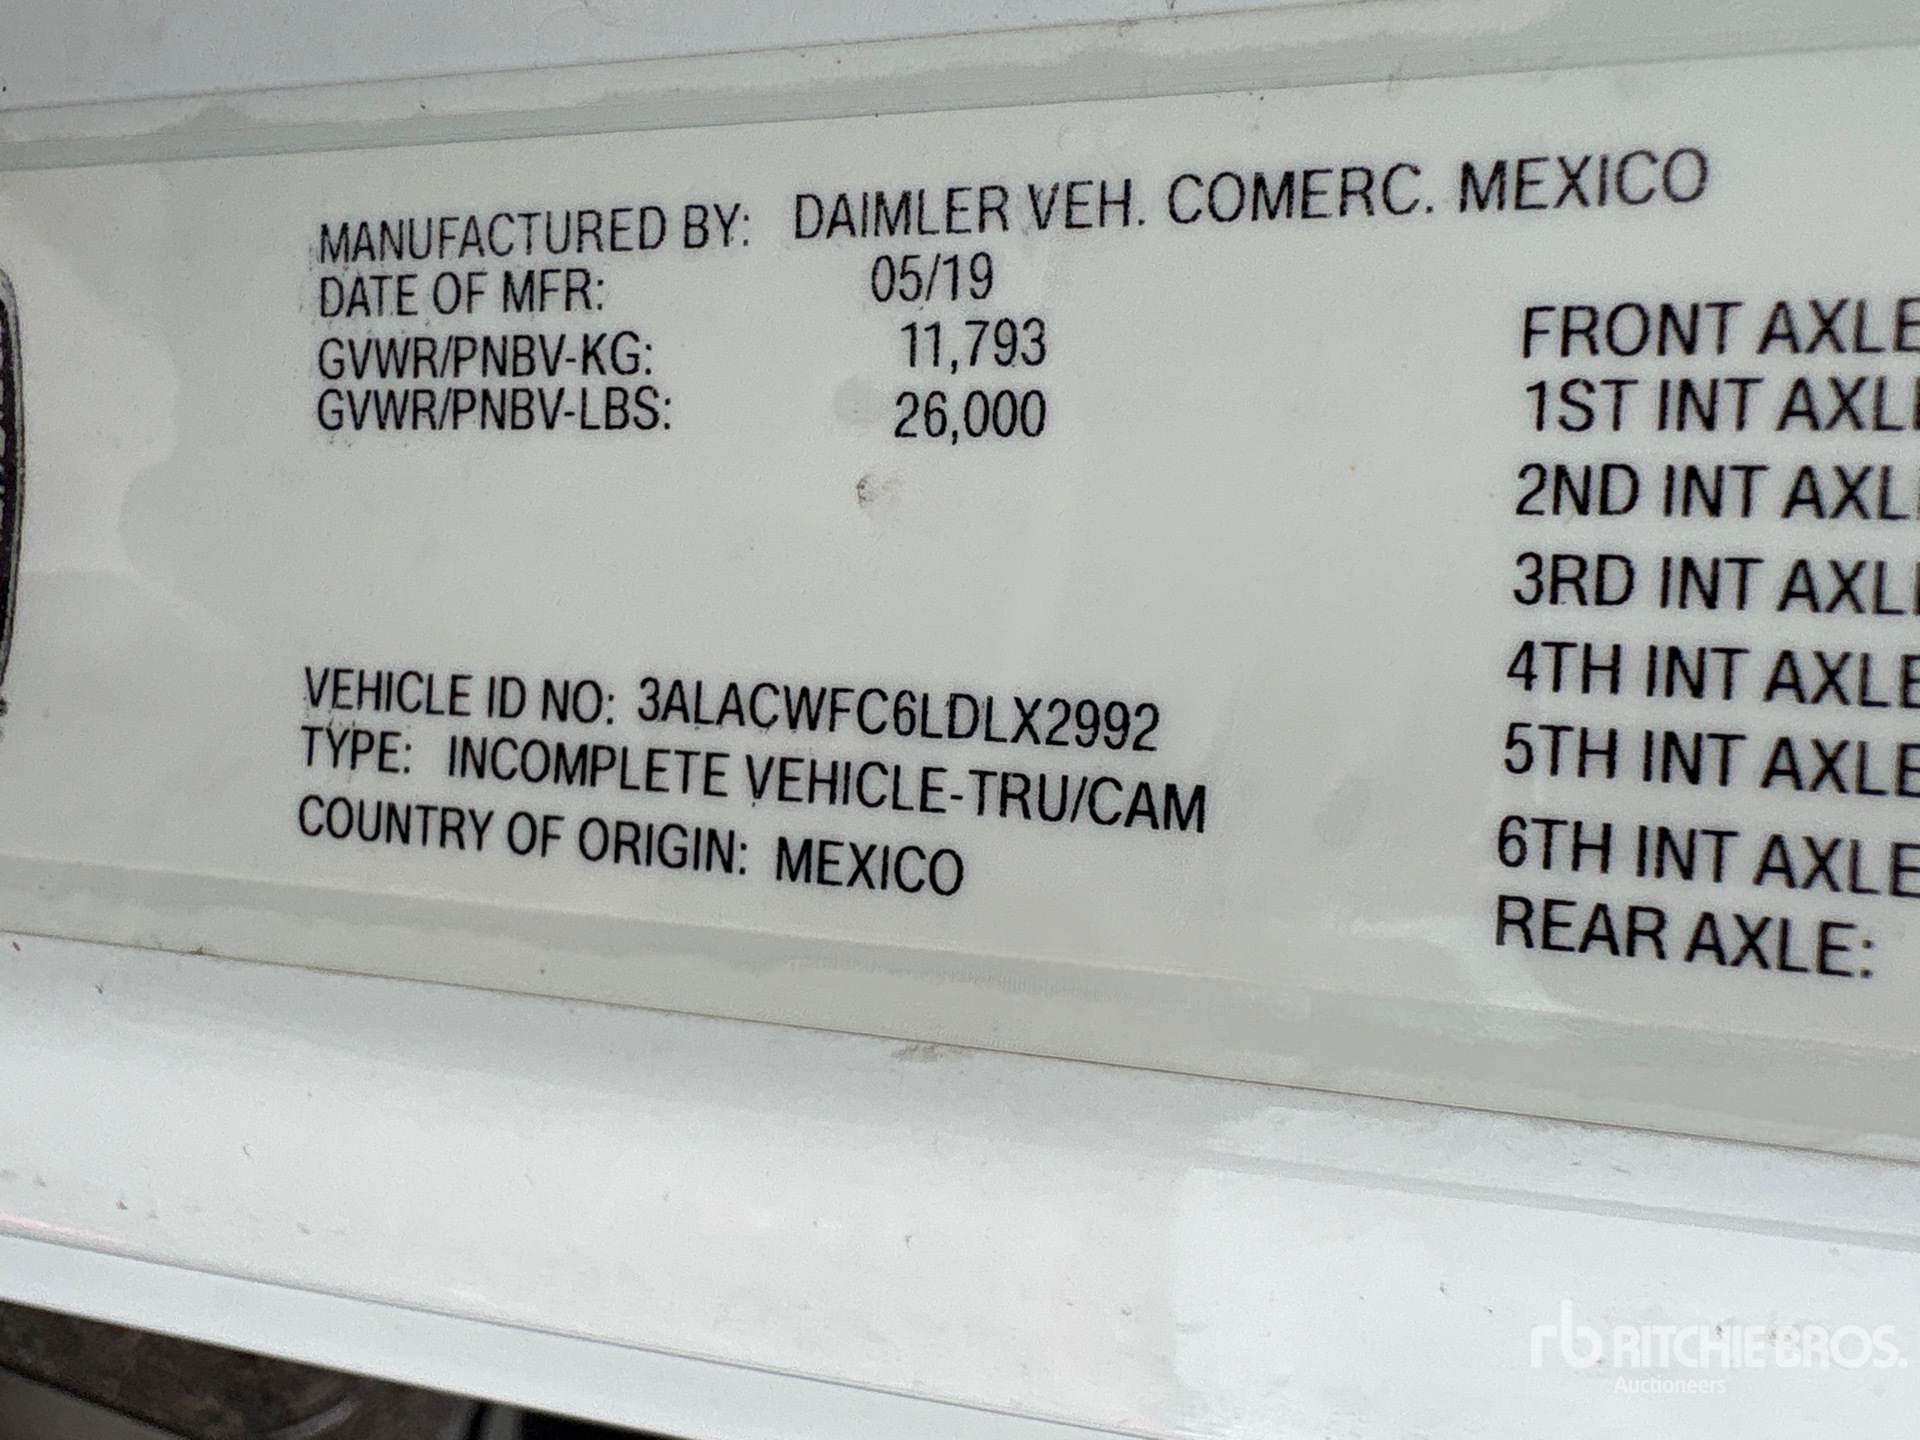 MANUFACTURED BY: DAIMLER VEH. COMERC. MEXICO
DATE OF MFR: 05/19
GVWR/PNBV-KG: 11,793
GVWR/PNBV-LBS: 26,000
VEHICLE ID NO: 3ALACWFC6LDLX2992
TYPE: INCOMPLETE VEHICLE-TRU/CAM
COUNTRY OF ORIGIN: MEXICO
FRONT AXLE
1ST INT AXLE
2ND INT AXLE
3RD INT AXLE
4TH INT AXLE
5TH INT AXLE
6TH INT AXLE
REAR AXLE:
rb RITCHIE BROS.
Auctioneers